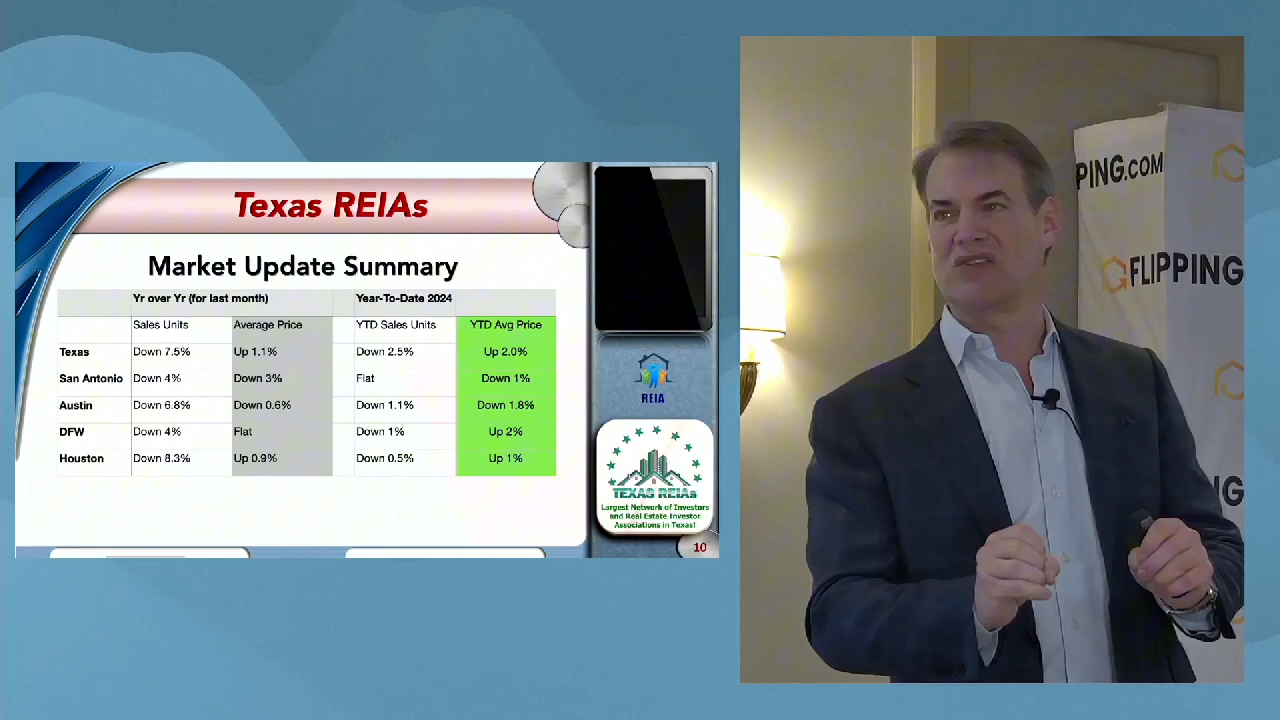 Texas REIAs
Market Update Summary
Yr over Yr (for last month) Year-To-Date 2024
Sales Units Average Price YTD Sales Units YTD Avg Price
Texas Down 7.5% Up 1.1% Down 2.5% Up 2.0%
San Antonio Down 4% Down 3% Flat Down 1%
Austin Down 6.8% Down 0.6% Down 1.1% Down 1.8%
DFW Down 4% Flat Down 1% Up 2%
Houston Down 8.3% Up 0.9% Down 0.5% Up 1%
REIA
TEXAS REIAs
Largest Network of Investors
and Real Estate Investor
Associations in Texas!
10
PING.COM
FLIPPING
NG